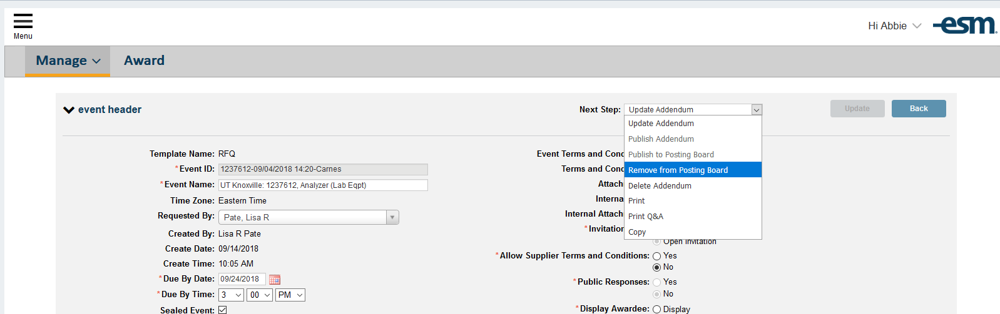 Menu
Hi Abbie
esm
Manage
Award
event header
Next Step: Update Addendum
Update
Back
Update Addendum
Publish Addendum
Publish to Posting Board
Remove from Posting Board
Delete Addendum
Print
Print Q&A
Copy
Template Name: RFQ
*Event ID: 1237612-09/04/2018 14:20-Carnes
*Event Name: UT Knoxville: 1237612, Analyzer (Lab Eqpt)
Time Zone: Eastern Time
Requested By: Pate, Lisa R
Created By: Lisa R Pate
Create Date: 09/14/2018
Create Time: 10:05 AM
*Due By Date: 09/24/2018
*Due By Time: 3 00 PM
Sealed Event:
Event Terms and Cond
Terms and Cond
Attach
Interna
Internal Attach
*Invitation
Open Invitation
*Allow Supplier Terms and Conditions: Yes
No
*Public Responses: Yes
No
*Display Awardee: Display